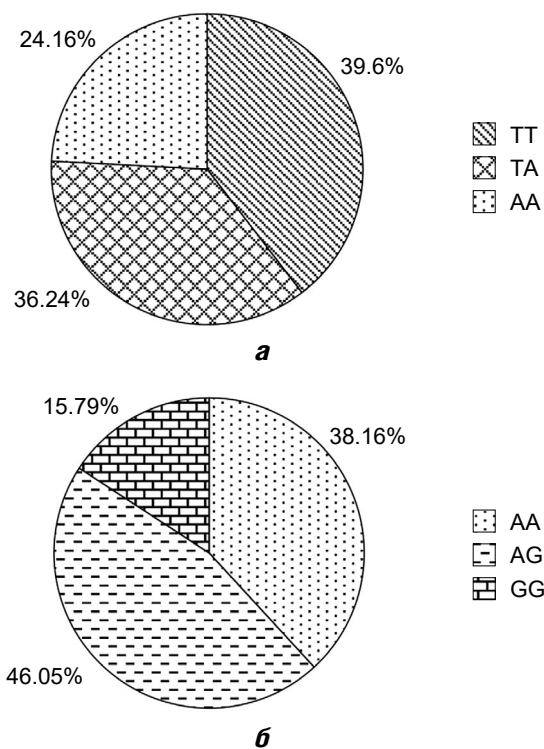 24.16%
39.6%
TT
TA
AA
36.24%
а
15.79%
38.16%
AA
AG
GG
46.05%
б